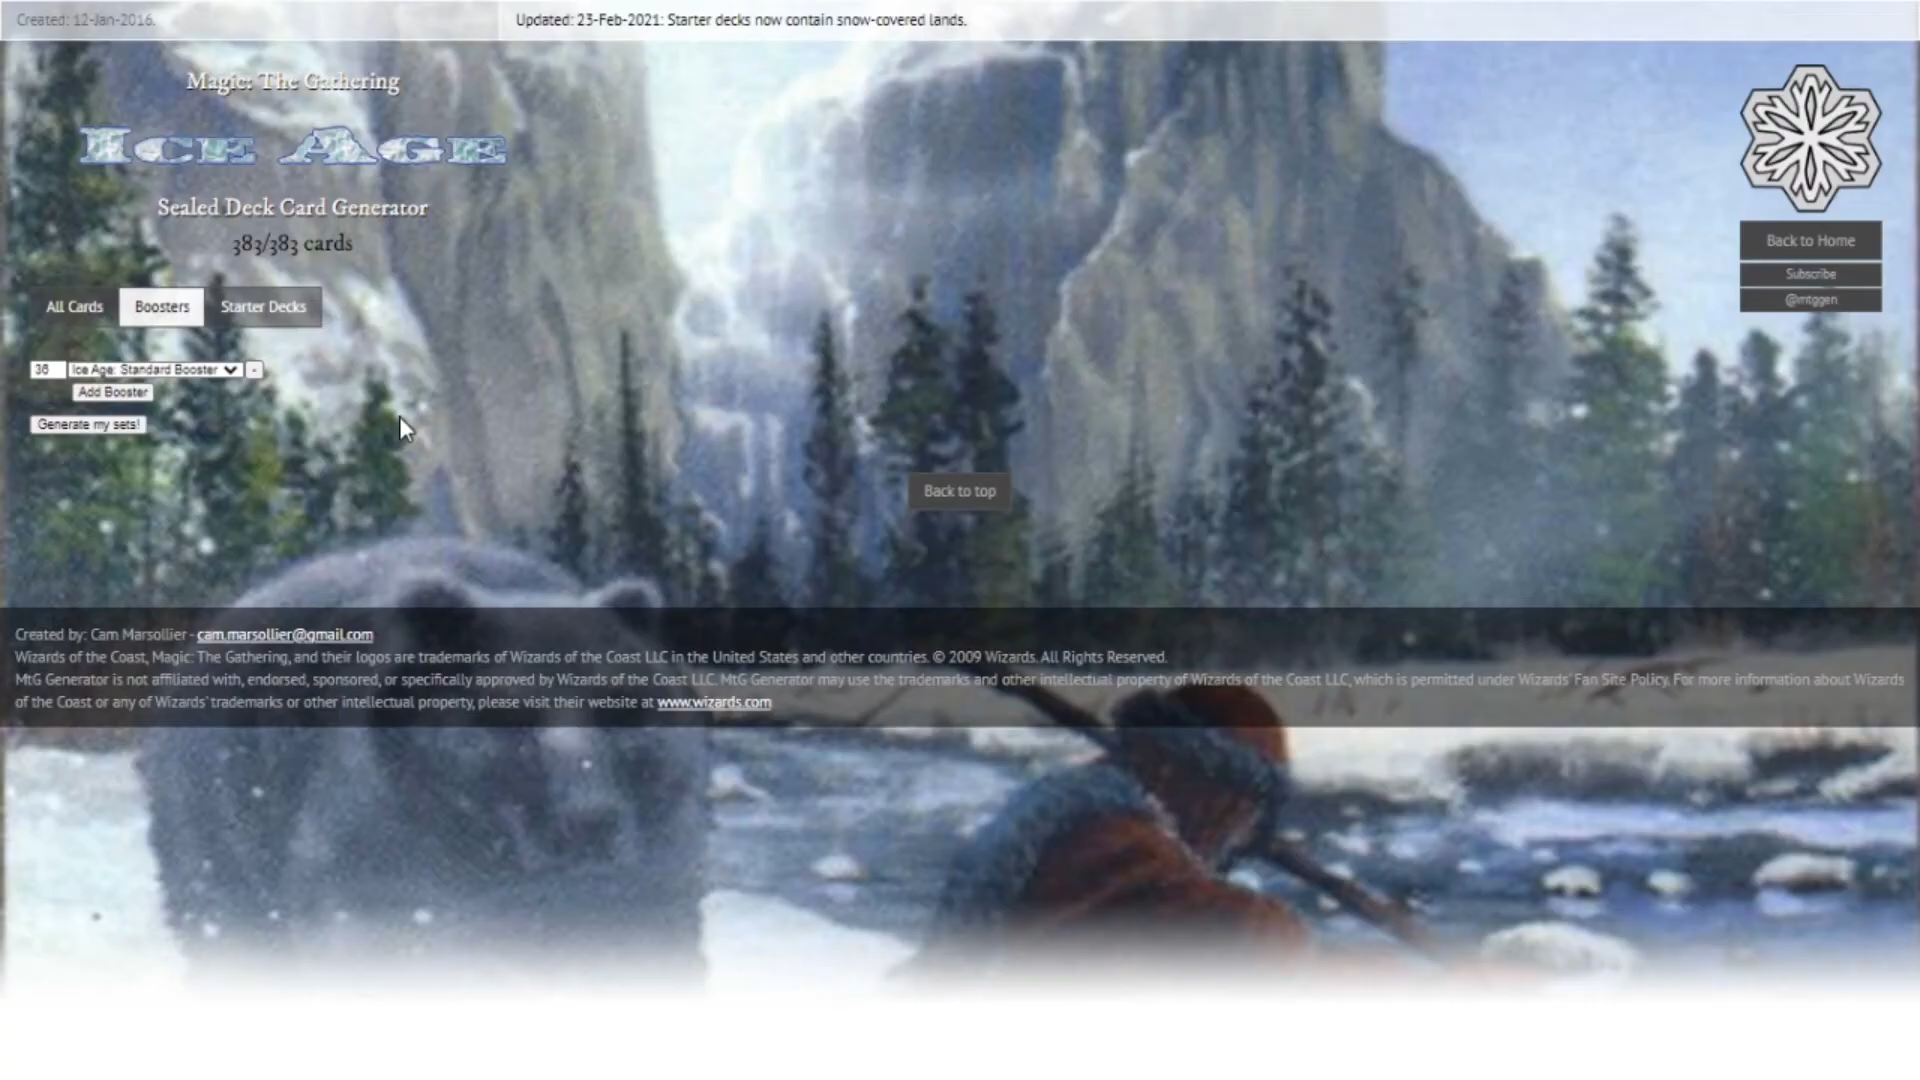 Created: 12-Jan-2016.
Updated: 23-Feb-2021: Starter decks now contain snow-covered lands.
Magic: The Gathering
ICE AGE
Sealed Deck Card Generator
383/383 cards
All Cards
Boosters
Starter Decks
36
Ice Age: Standard Booster
-
Add Booster
Generate my sets!
Back to Home
Subscribe
@mtggen
Back to top
Created by: Cam Marsollier - cam.marsollier@gmail.com
Wizards of the Coast, Magic: The Gathering, and their logos are trademarks of Wizards of the Coast LLC in the United States and other countries. © 2009 Wizards. All Rights Reserved.
MtG Generator is not affiliated with, endorsed, sponsored, or specifically approved by Wizards of the Coast LLC. MtG Generator may use the trademarks and other intellectual property of Wizards of the Coast LLC, which is permitted under Wizards' Fan Site Policy. For more information about Wizards
of the Coast or any of Wizards' trademarks or other intellectual property, please visit their website at www.wizards.com